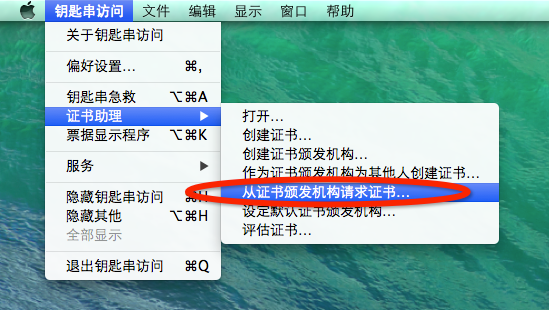 钥匙串访问 文件 编辑 显示 窗口 帮助
关于钥匙串访问
偏好设置... ⌘,
钥匙串急救 ⌥⌘A
证书助理 ▶
票据显示程序 ⌥⌘K
服务 ▶
隐藏钥匙串访问 ⌘H
隐藏其他 ⌥⌘H
全部显示
退出钥匙串访问 ⌘Q
打开...
创建证书...
创建证书颁发机构...
作为证书颁发机构为其他人创建证书...
从证书颁发机构请求证书...
设定默认证书颁发机构...
评估证书...